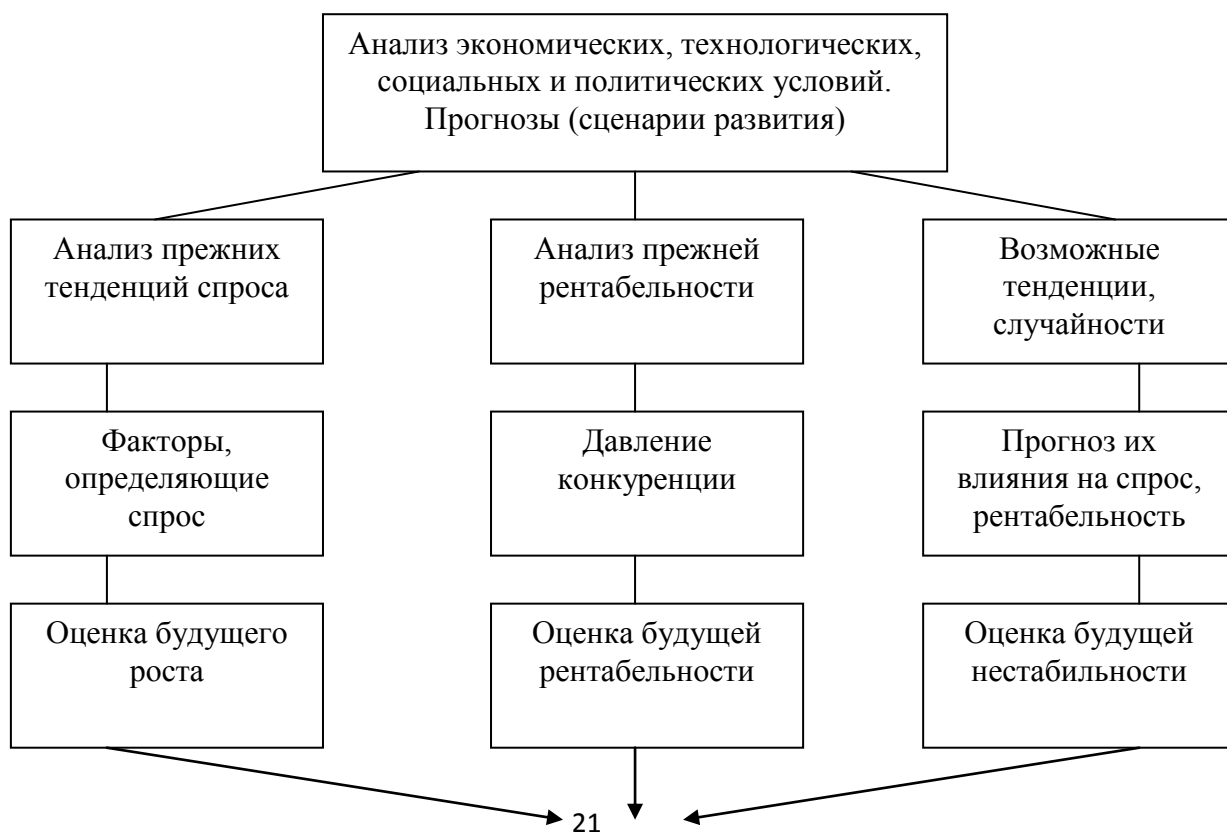 Анализ экономических, технологических,
социальных и политических условий.
Прогнозы (сценарии развития)
Анализ прежних
тенденций спроса
Анализ прежней
рентабельности
Возможные
тенденции,
случайности
Факторы,
определяющие
спрос
Давление
конкуренции
Прогноз их
влияния на спрос,
рентабельность
Оценка будущего
роста
Оценка будущей
рентабельности
Оценка будущей
нестабильности
21